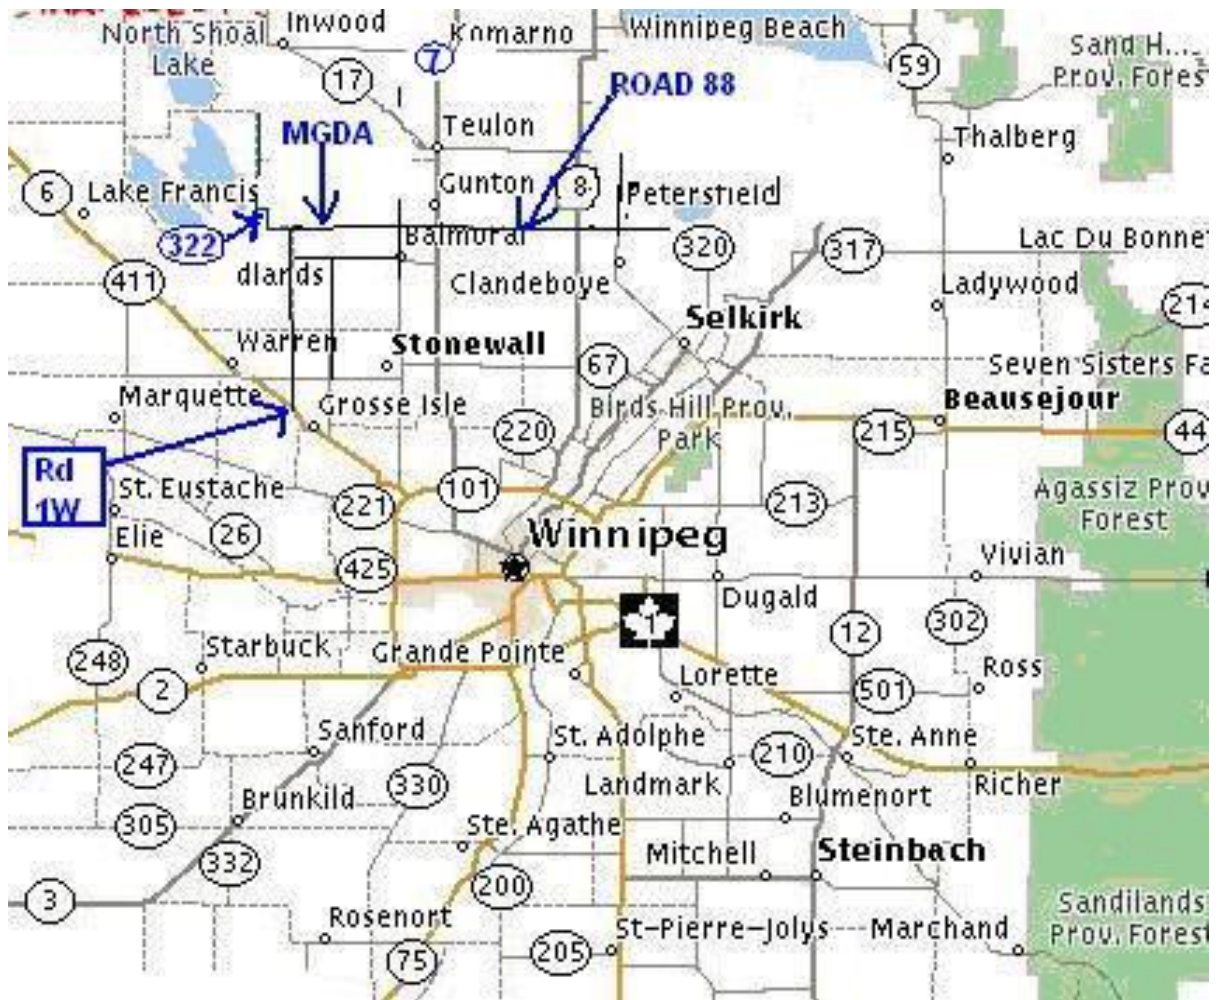 Inwood
Komarno
Winnipeg Beach
North Shoal
Lake
7
59
Sand H....
Prov. Forest
17
ROAD 88
MGDA
Teulon
Thalberg
6
Lake Francis
Gunton
8
Petersfield
322
Balmoral
320
317
Lac Du Bonnet
411
dlands
Clandeboye
Ladywood
214
Selkirk
Warren
Stonewall
67
Seven Sisters Fa
Marquette
Grosse Isle
Birds Hill Prov.
Park
Beausejour
220
215
44
Rd
1W
St. Eustache
221
101
213
Agassiz Prov
Forest
26
Elie
Winnipeg
Vivian
425
Dugald
1
12
302
248
Starbuck
Grande Pointe
Lorette
Ross
2
501
Sanford
St. Adolphe
Ste. Anne
247
330
210
Landmark
Richer
Brunkild
Blumenort
305
Ste. Agathe
332
Mitchell
Steinbach
3
200
Sandilands
Prov. Forest
Rosenort
St-Pierre-Jolys
Marchand
75
205